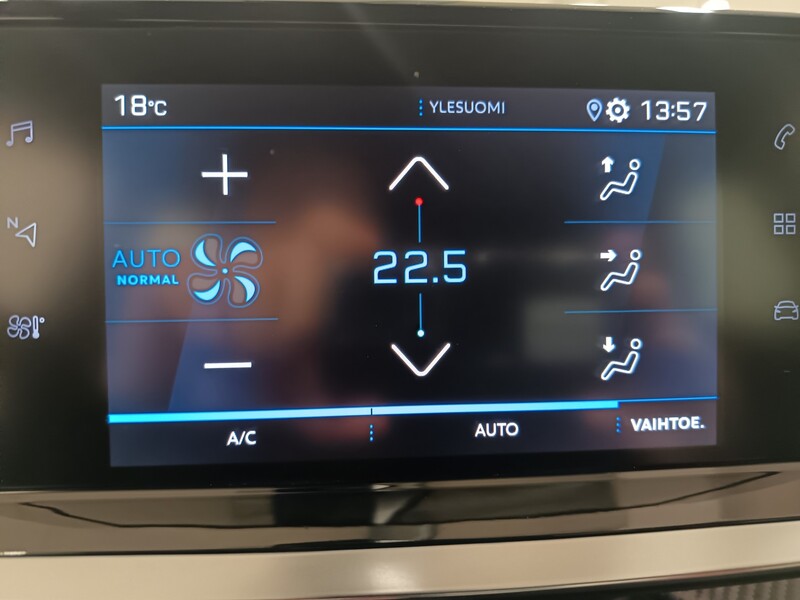 18°C
YLESUOMI
13:57
N
AUTO
NORMAL
22.5
A/C
AUTO
VAIHTOE.